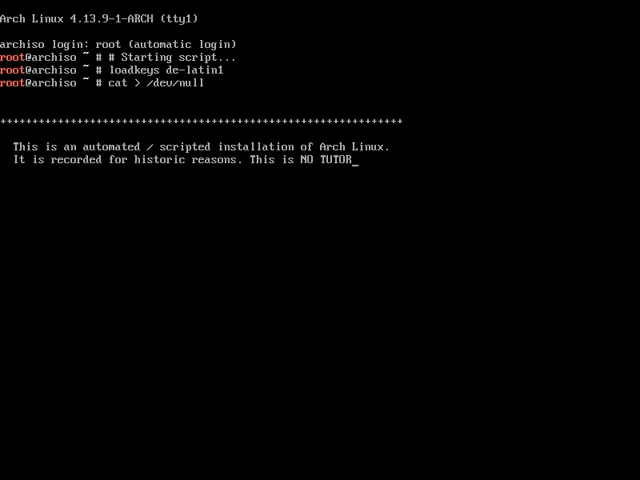 Arch Linux 4.13.9-1-ARCH (tty1)
archiso login: root (automatic login)
root@archiso ~ # # Starting script...
root@archiso ~ # loadkeys de-latin1
root@archiso ~ # cat > /dev/null
+++++++++++++++++++++++++++++++++++++++++++++++++++++++++++++++
This is an automated / scripted installation of Arch Linux.
It is recorded for historic reasons. This is NO TUTOR_